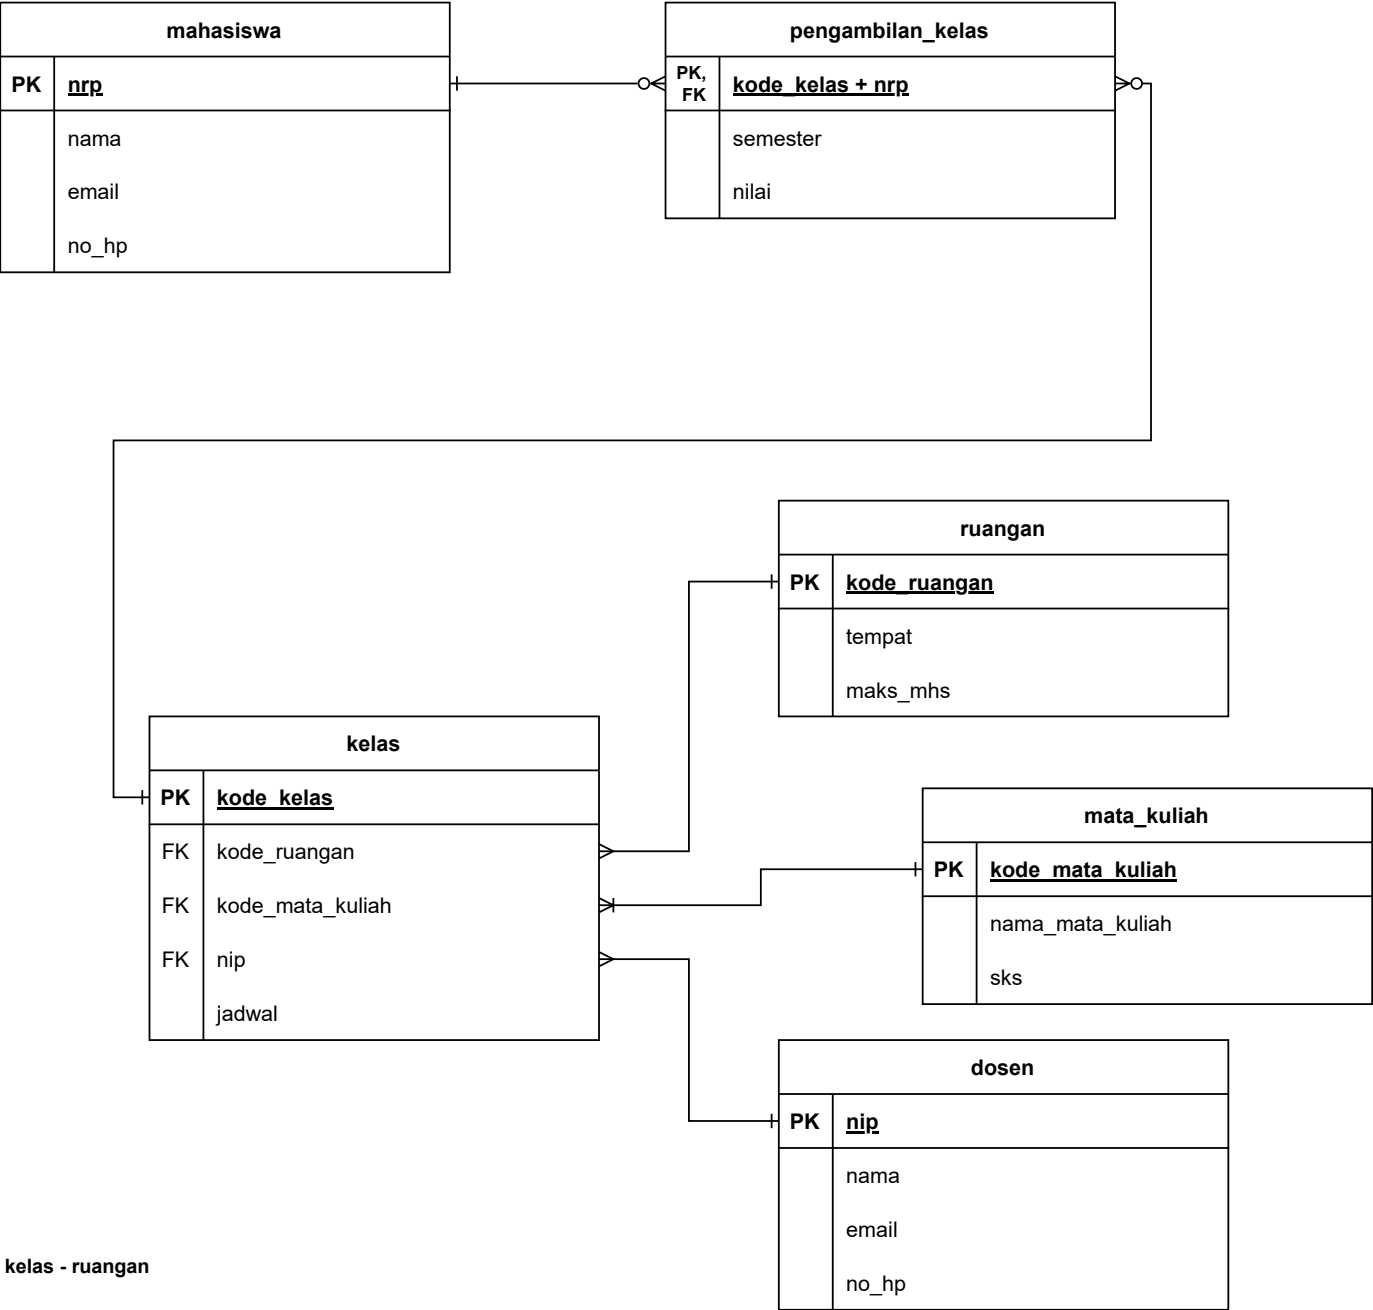 mahasiswa
PK nrp
nama
email
no_hp
pengambilan_kelas
PK,
FK
kode_kelas + nrp
semester
nilai
ruangan
PK kode_ruangan
tempat
maks_mhs
kelas
PK kode_kelas
FK kode_ruangan
FK kode_mata_kuliah
FK nip
jadwal
mata_kuliah
PK kode_mata_kuliah
nama_mata_kuliah
sks
dosen
PK nip
nama
email
no_hp
kelas - ruangan